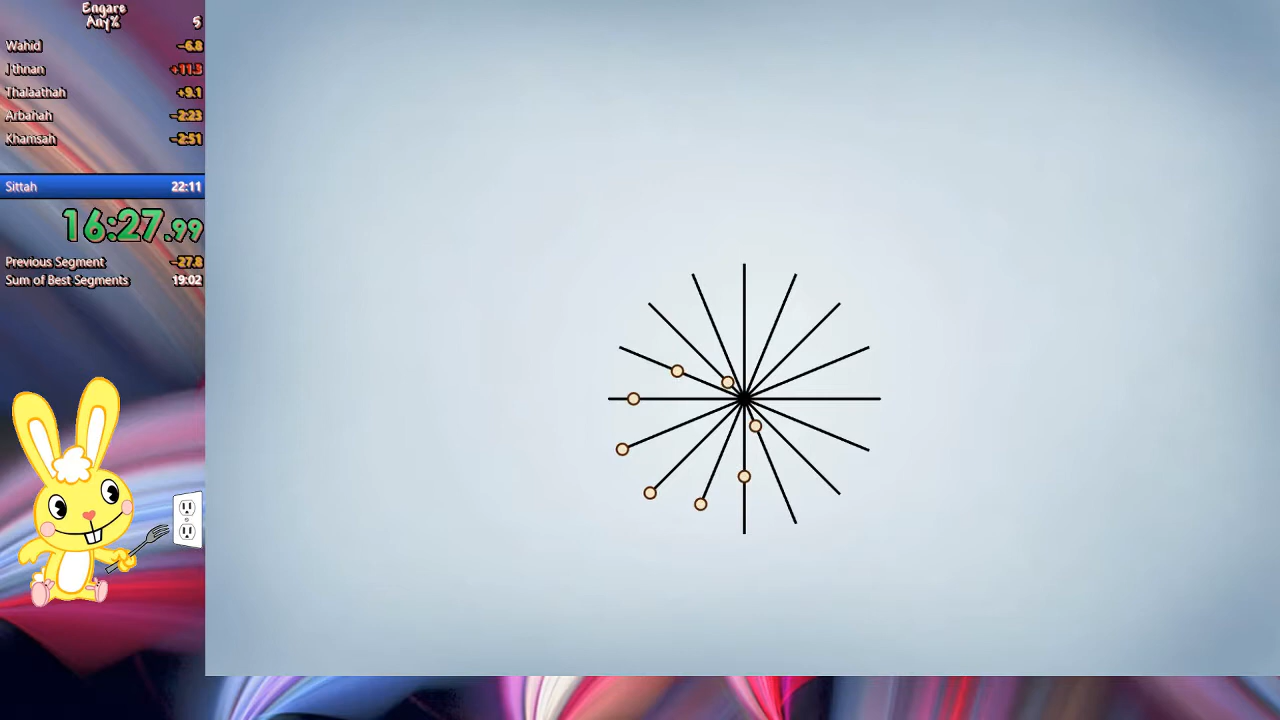 Engare
Any% 5
Wahid −6.8
I'thnan +11.3
Thalaathah +9.1
Arbahah −2:23
Khamsah −2:51
Sittah 22:11
16:27.99
Previous Segment −27.8
Sum of Best Segments 19:02